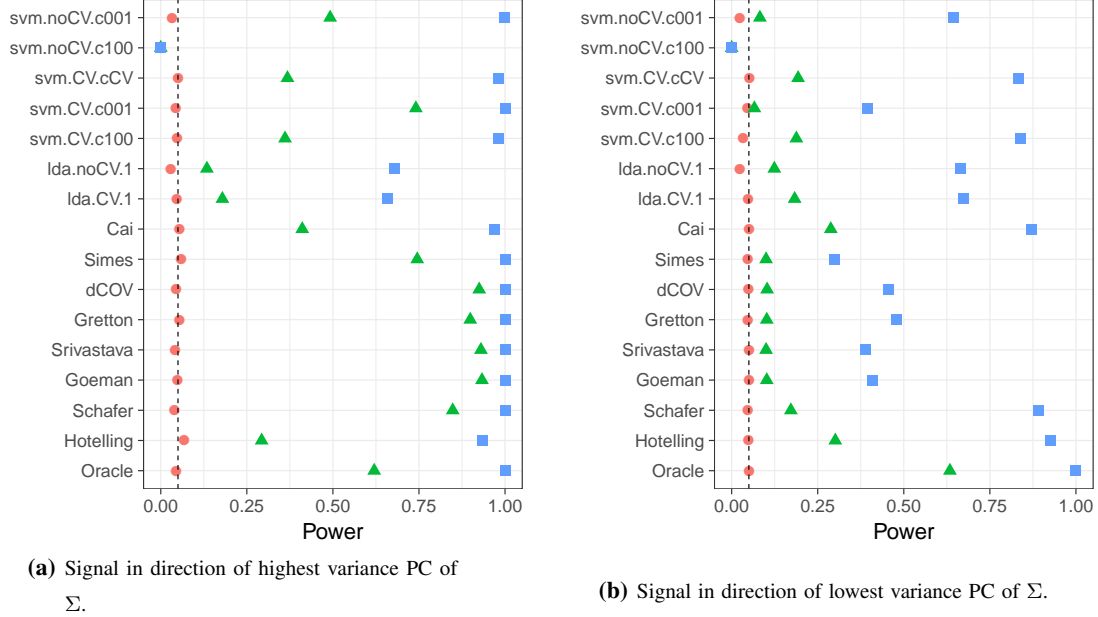 svm.noCV.c001
svm.noCV.c100
svm.CV.cCV
svm.CV.c001
svm.CV.c100
lda.noCV.1
lda.CV.1
Cai
Simes
dCOV
Gretton
Srivastava
Goeman
Schafer
Hotelling
Oracle
0.00 0.25 0.50 0.75 1.00
Power
(a) Signal in direction of highest variance PC of
Σ.
svm.noCV.c001
svm.noCV.c100
svm.CV.cCV
svm.CV.c001
svm.CV.c100
lda.noCV.1
lda.CV.1
Cai
Simes
dCOV
Gretton
Srivastava
Goeman
Schafer
Hotelling
Oracle
0.00 0.25 0.50 0.75 1.00
Power
(b) Signal in direction of lowest variance PC of Σ.